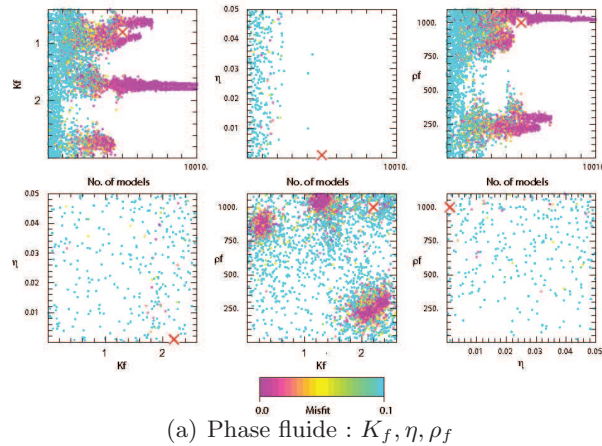 Kf
1
2
10010.
No. of models
η
0.05
0.04
0.03
0.02
0.01
10010.
No. of models
ρf
1000.
750.
500.
250.
10010.
No. of models
η
0.05
0.04
0.03
0.02
0.01
1 2
Kf
ρf
1000.
750.
500.
250.
1 2
Kf
ρf
1000.
750.
500.
250.
0.01 0.02 0.03 0.04 0.05
η
0.0 Misfit 0.1
(a) Phase fluide : K_f, η, ρ_f